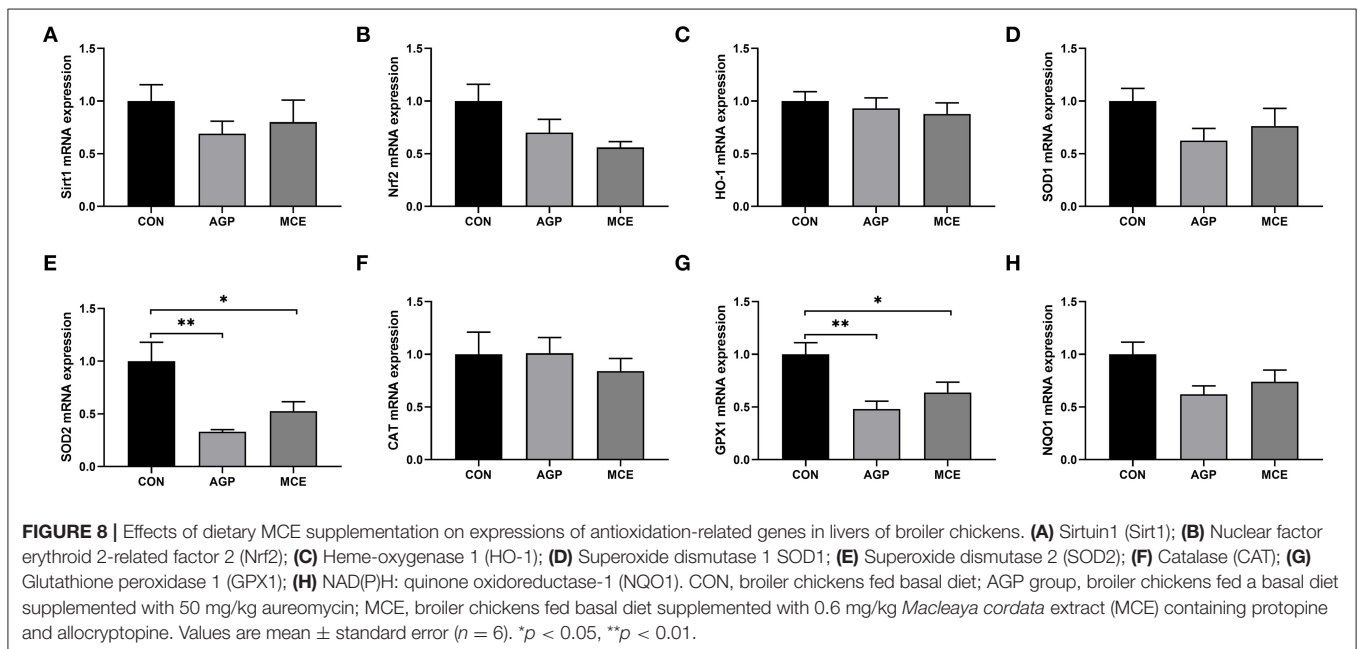 A
B
C
D
Sirt1 mRNA expression
1.5
1.0
0.5
0.0
CON AGP MCE
Nrf2 mRNA expression
1.5
1.0
0.5
0.0
CON AGP MCE
HO-1 mRNA expression
1.5
1.0
0.5
0.0
CON AGP MCE
SOD1 mRNA expression
1.5
1.0
0.5
0.0
CON AGP MCE
E
F
G
H
SOD2 mRNA expression
1.5
1.0
0.5
0.0
*
**
CON AGP MCE
CAT mRNA expression
1.5
1.0
0.5
0.0
CON AGP MCE
GPX1 mRNA expression
1.5
1.0
0.5
0.0
*
**
CON AGP MCE
NQO1 mRNA expression
1.5
1.0
0.5
0.0
CON AGP MCE
FIGURE 8 | Effects of dietary MCE supplementation on expressions of antioxidation-related genes in livers of broiler chickens. (A) Sirtuin1 (Sirt1); (B) Nuclear factor
erythroid 2-related factor 2 (Nrf2); (C) Heme-oxygenase 1 (HO-1); (D) Superoxide dismutase 1 SOD1; (E) Superoxide dismutase 2 (SOD2); (F) Catalase (CAT); (G)
Glutathione peroxidase 1 (GPX1); (H) NAD(P)H: quinone oxidoreductase-1 (NQO1). CON, broiler chickens fed basal diet; AGP group, broiler chickens fed a basal diet
supplemented with 50 mg/kg aureomycin; MCE, broiler chickens fed basal diet supplemented with 0.6 mg/kg Macleaya cordata extract (MCE) containing protopine
and allocryptopine. Values are mean ± standard error (n = 6). *p < 0.05, **p < 0.01.